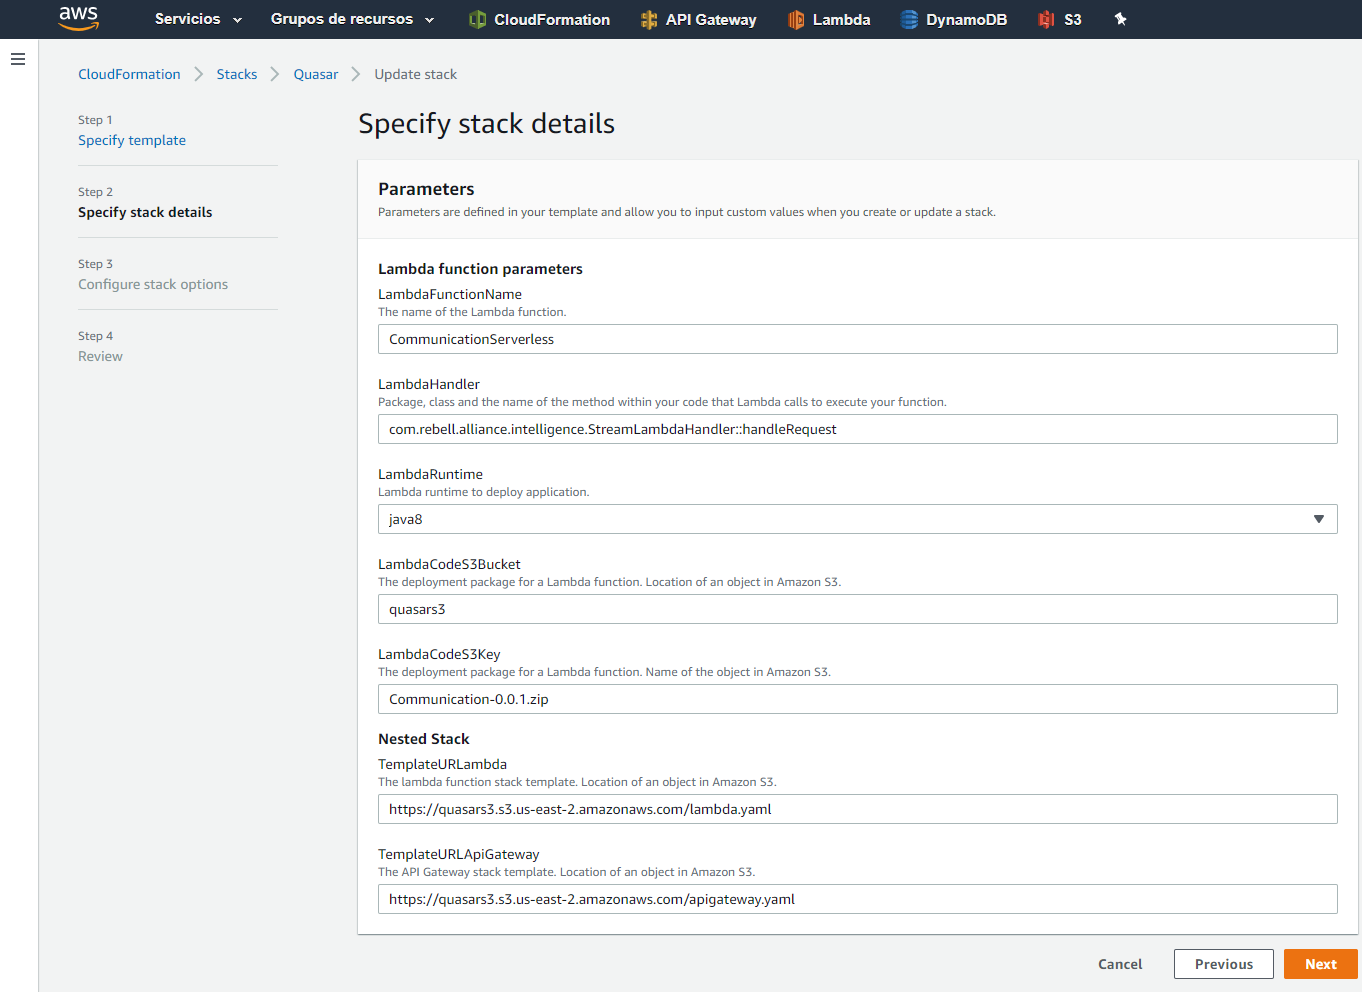 aws Servicios Grupos de recursos CloudFormation API Gateway Lambda DynamoDB S3
CloudFormation Stacks Quasar Update stack
Step 1
Specify template
Step 2
Specify stack details
Step 3
Configure stack options
Step 4
Review
Specify stack details
Parameters
Parameters are defined in your template and allow you to input custom values when you create or update a stack.
Lambda function parameters
LambdaFunctionName
The name of the Lambda function.
CommunicationServerless
LambdaHandler
Package, class and the name of the method within your code that Lambda calls to execute your function.
com.rebell.alliance.intelligence.StreamLambdaHandler::handleRequest
LambdaRuntime
Lambda runtime to deploy application.
java8
LambdaCodeS3Bucket
The deployment package for a Lambda function. Location of an object in Amazon S3.
quasars3
LambdaCodeS3Key
The deployment package for a Lambda function. Name of the object in Amazon S3.
Communication-0.0.1.zip
Nested Stack
TemplateURLLambda
The lambda function stack template. Location of an object in Amazon S3.
https://quasars3.s3.us-east-2.amazonaws.com/lambda.yaml
TemplateURLApiGateway
The API Gateway stack template. Location of an object in Amazon S3.
https://quasars3.s3.us-east-2.amazonaws.com/apigateway.yaml
Cancel Previous Next